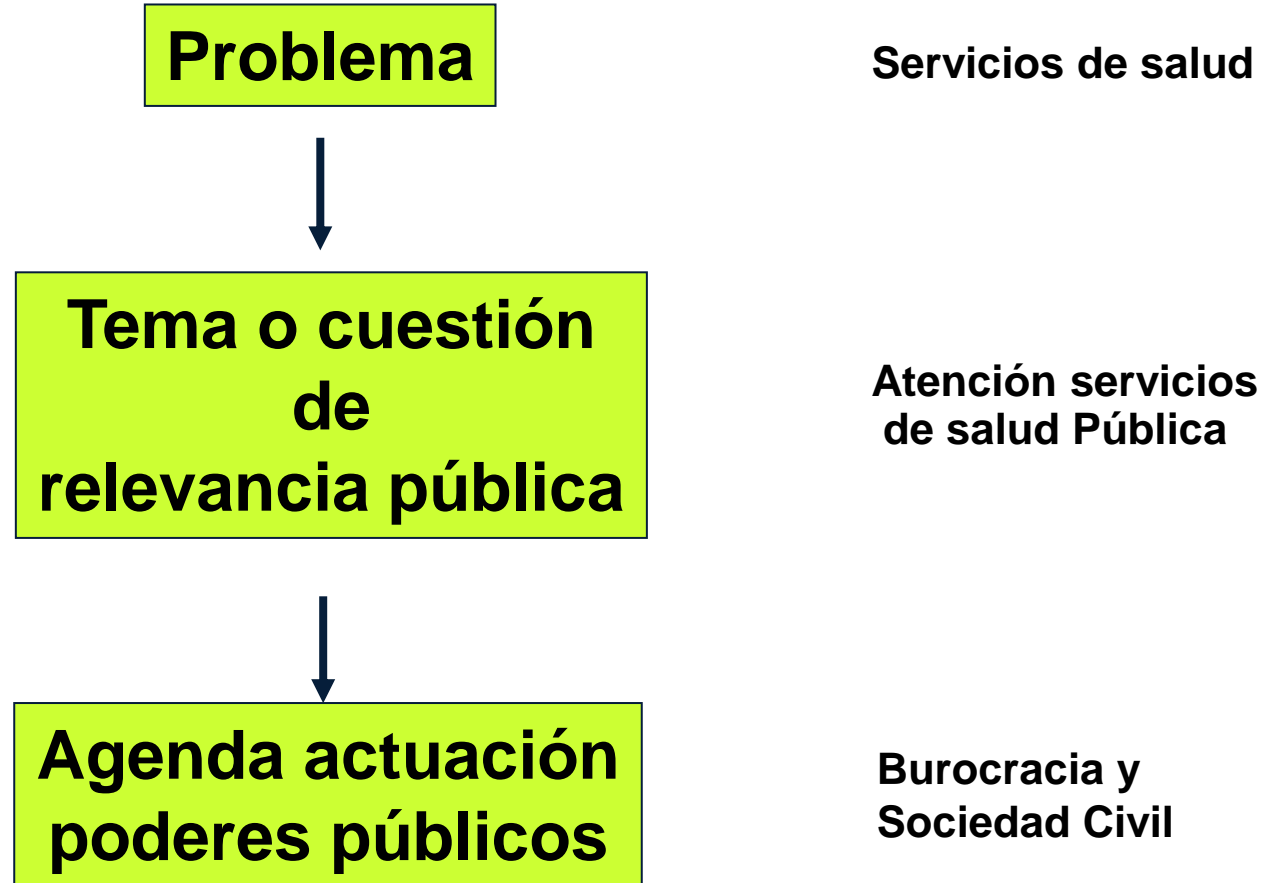 Problema
Servicios de salud
Tema o cuestión
de
relevancia pública
Atención servicios
de salud Pública
Agenda actuación
poderes públicos
Burocracia y
Sociedad Civil